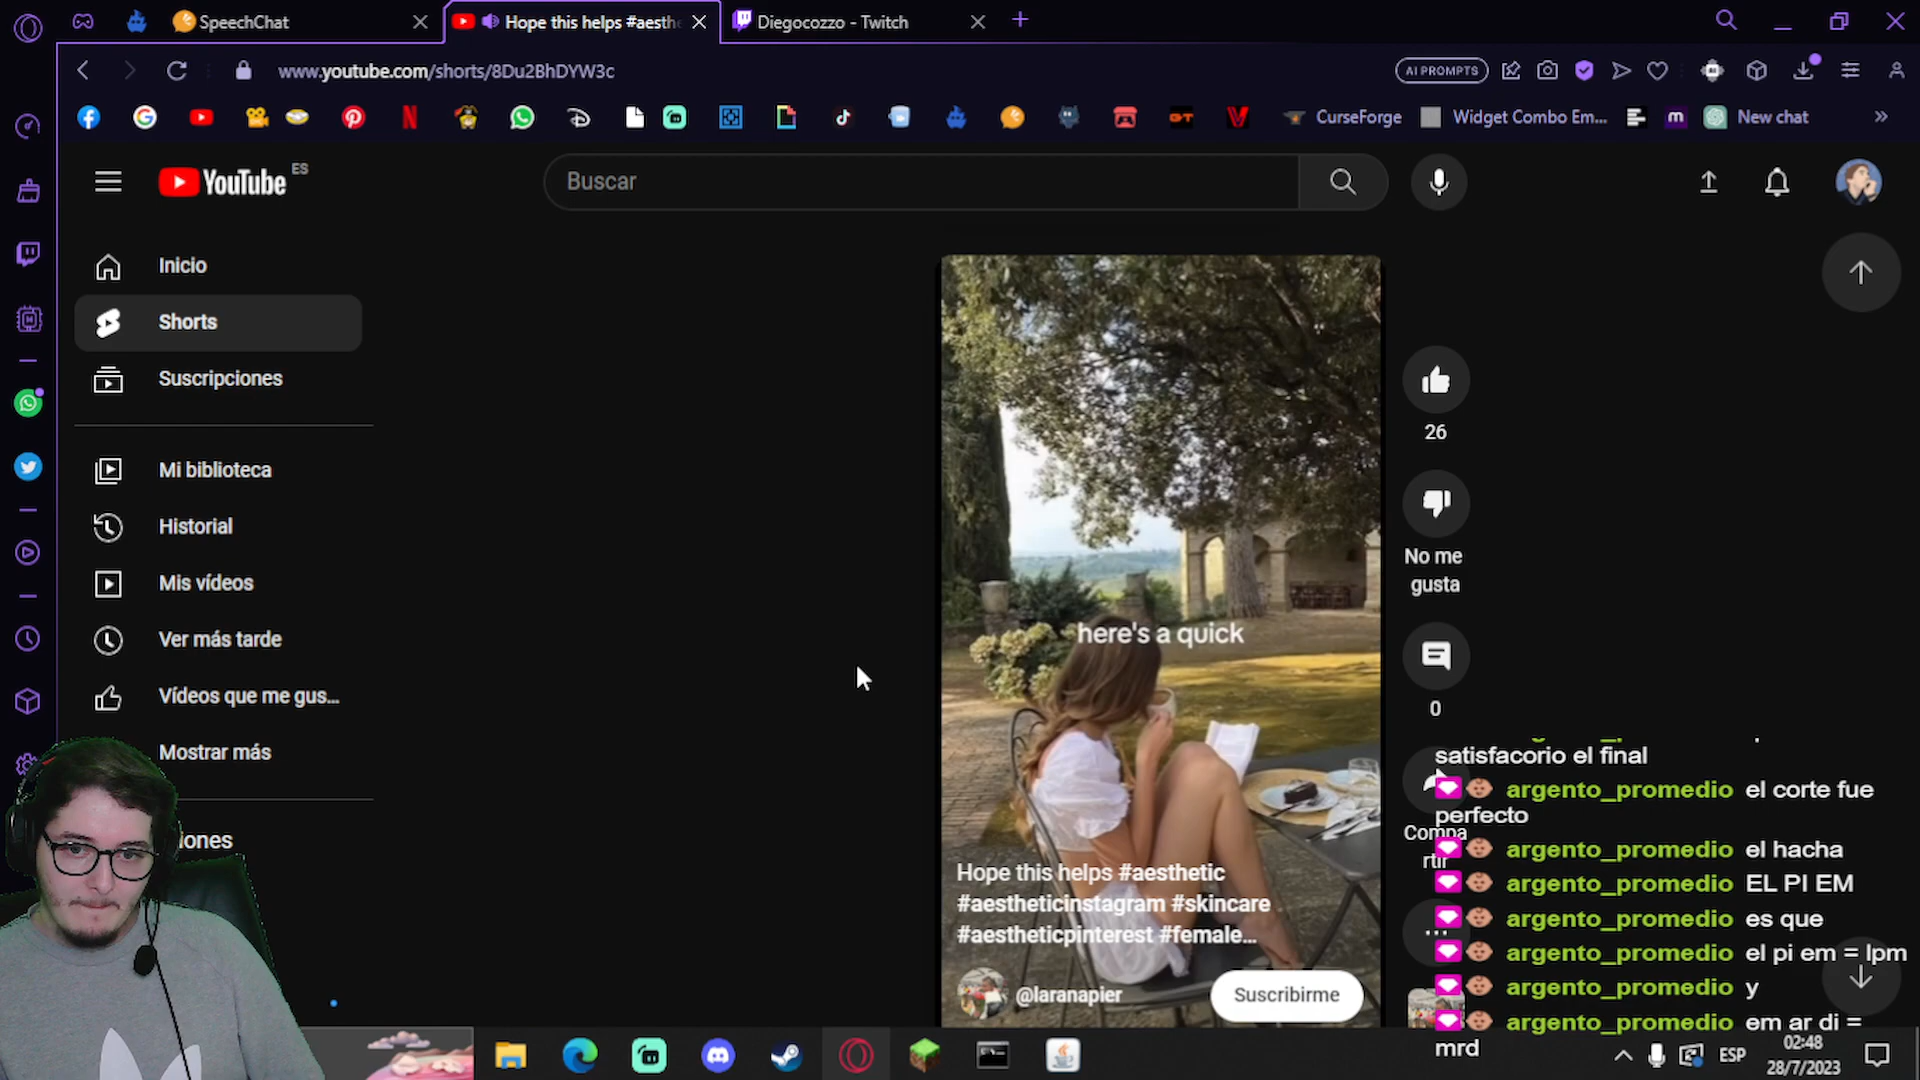 SpeechChat
Hope this helps #aesthe
Diegocozzo - Twitch
www.youtube.com/shorts/8Du2BhDYW3c
AI PROMPTS
CurseForge
Widget Combo Em...
New chat
YouTube ES
Buscar
Inicio
Shorts
Suscripciones
Mi biblioteca
Historial
Mis vídeos
Ver más tarde
Vídeos que me gus...
Mostrar más
iones
here's a quick
Hope this helps #aesthetic
#aestheticinstagram #skincare
#aestheticpinterest #female...
@laranapier
Suscribirme
26
No me
gusta
0
Compa
rtir
satisfacorio el final
argento_promedio el corte fue
perfecto
argento_promedio el hacha
argento_promedio EL PI EM
argento_promedio es que
argento_promedio el pi em = lpm
argento_promedio y
argento_promedio em ar di =
mrd
ESP
02:48
28/7/2023